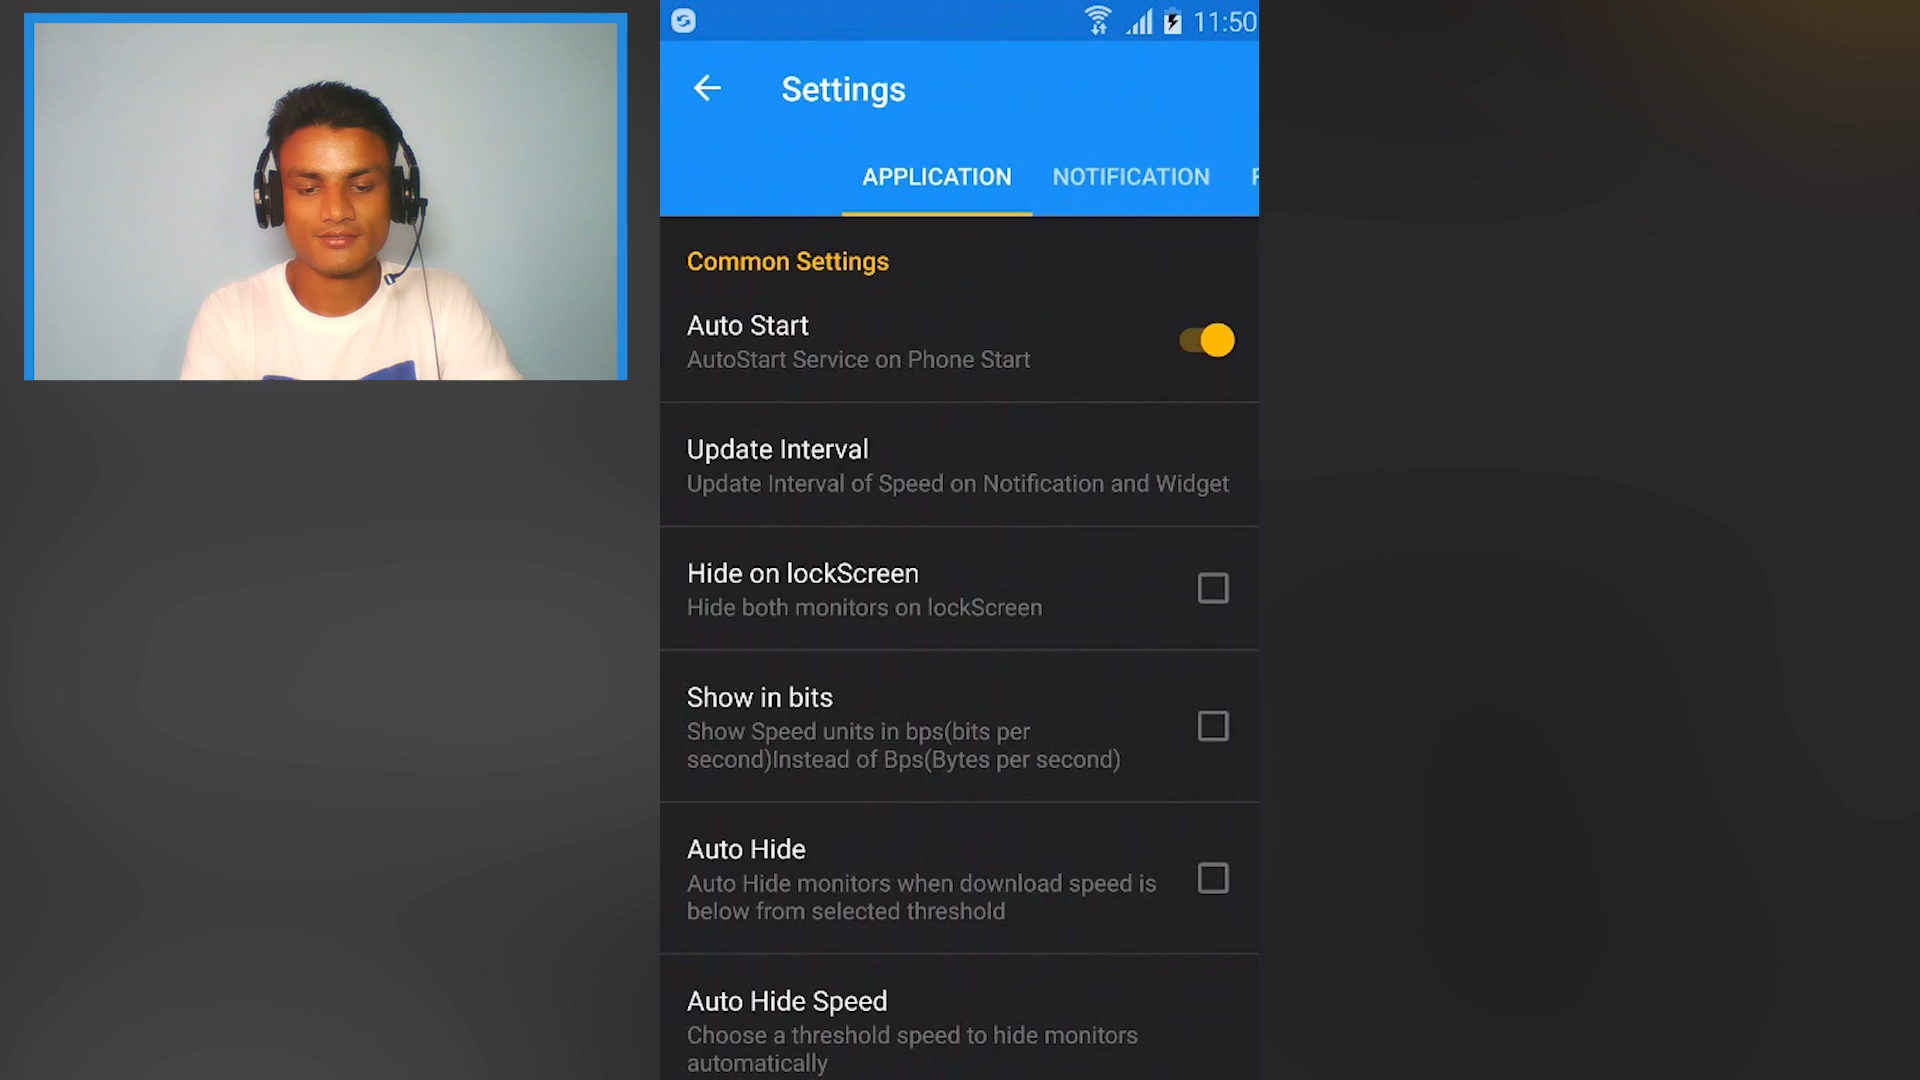 11:50
Settings
APPLICATION NOTIFICATION
Common Settings
Auto Start
AutoStart Service on Phone Start
Update Interval
Update Interval of Speed on Notification and Widget
Hide on lockScreen
Hide both monitors on lockScreen
Show in bits
Show Speed units in bps(bits per
second)Instead of Bps(Bytes per second)
Auto Hide
Auto Hide monitors when download speed is
below from selected threshold
Auto Hide Speed
Choose a threshold speed to hide monitors
automatically